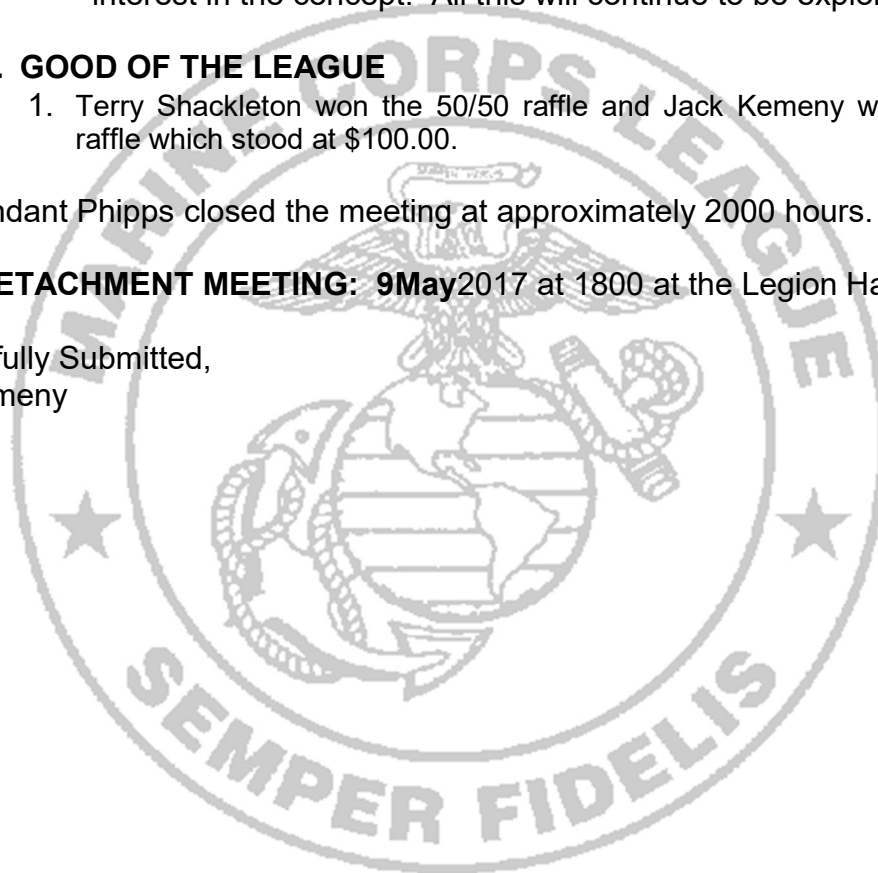 interest in the concept. All this will continue to be explor
. GOOD OF THE LEAGUE
1. Terry Shackleton won the 50/50 raffle and Jack Kemeny w
raffle which stood at $100.00.
ndant Phipps closed the meeting at approximately 2000 hours.
ETACHMENT MEETING: 9May2017 at 1800 at the Legion Ha
fully Submitted,
meny
MARINE CORPS LEAGUE
SEMPER FIDELIS